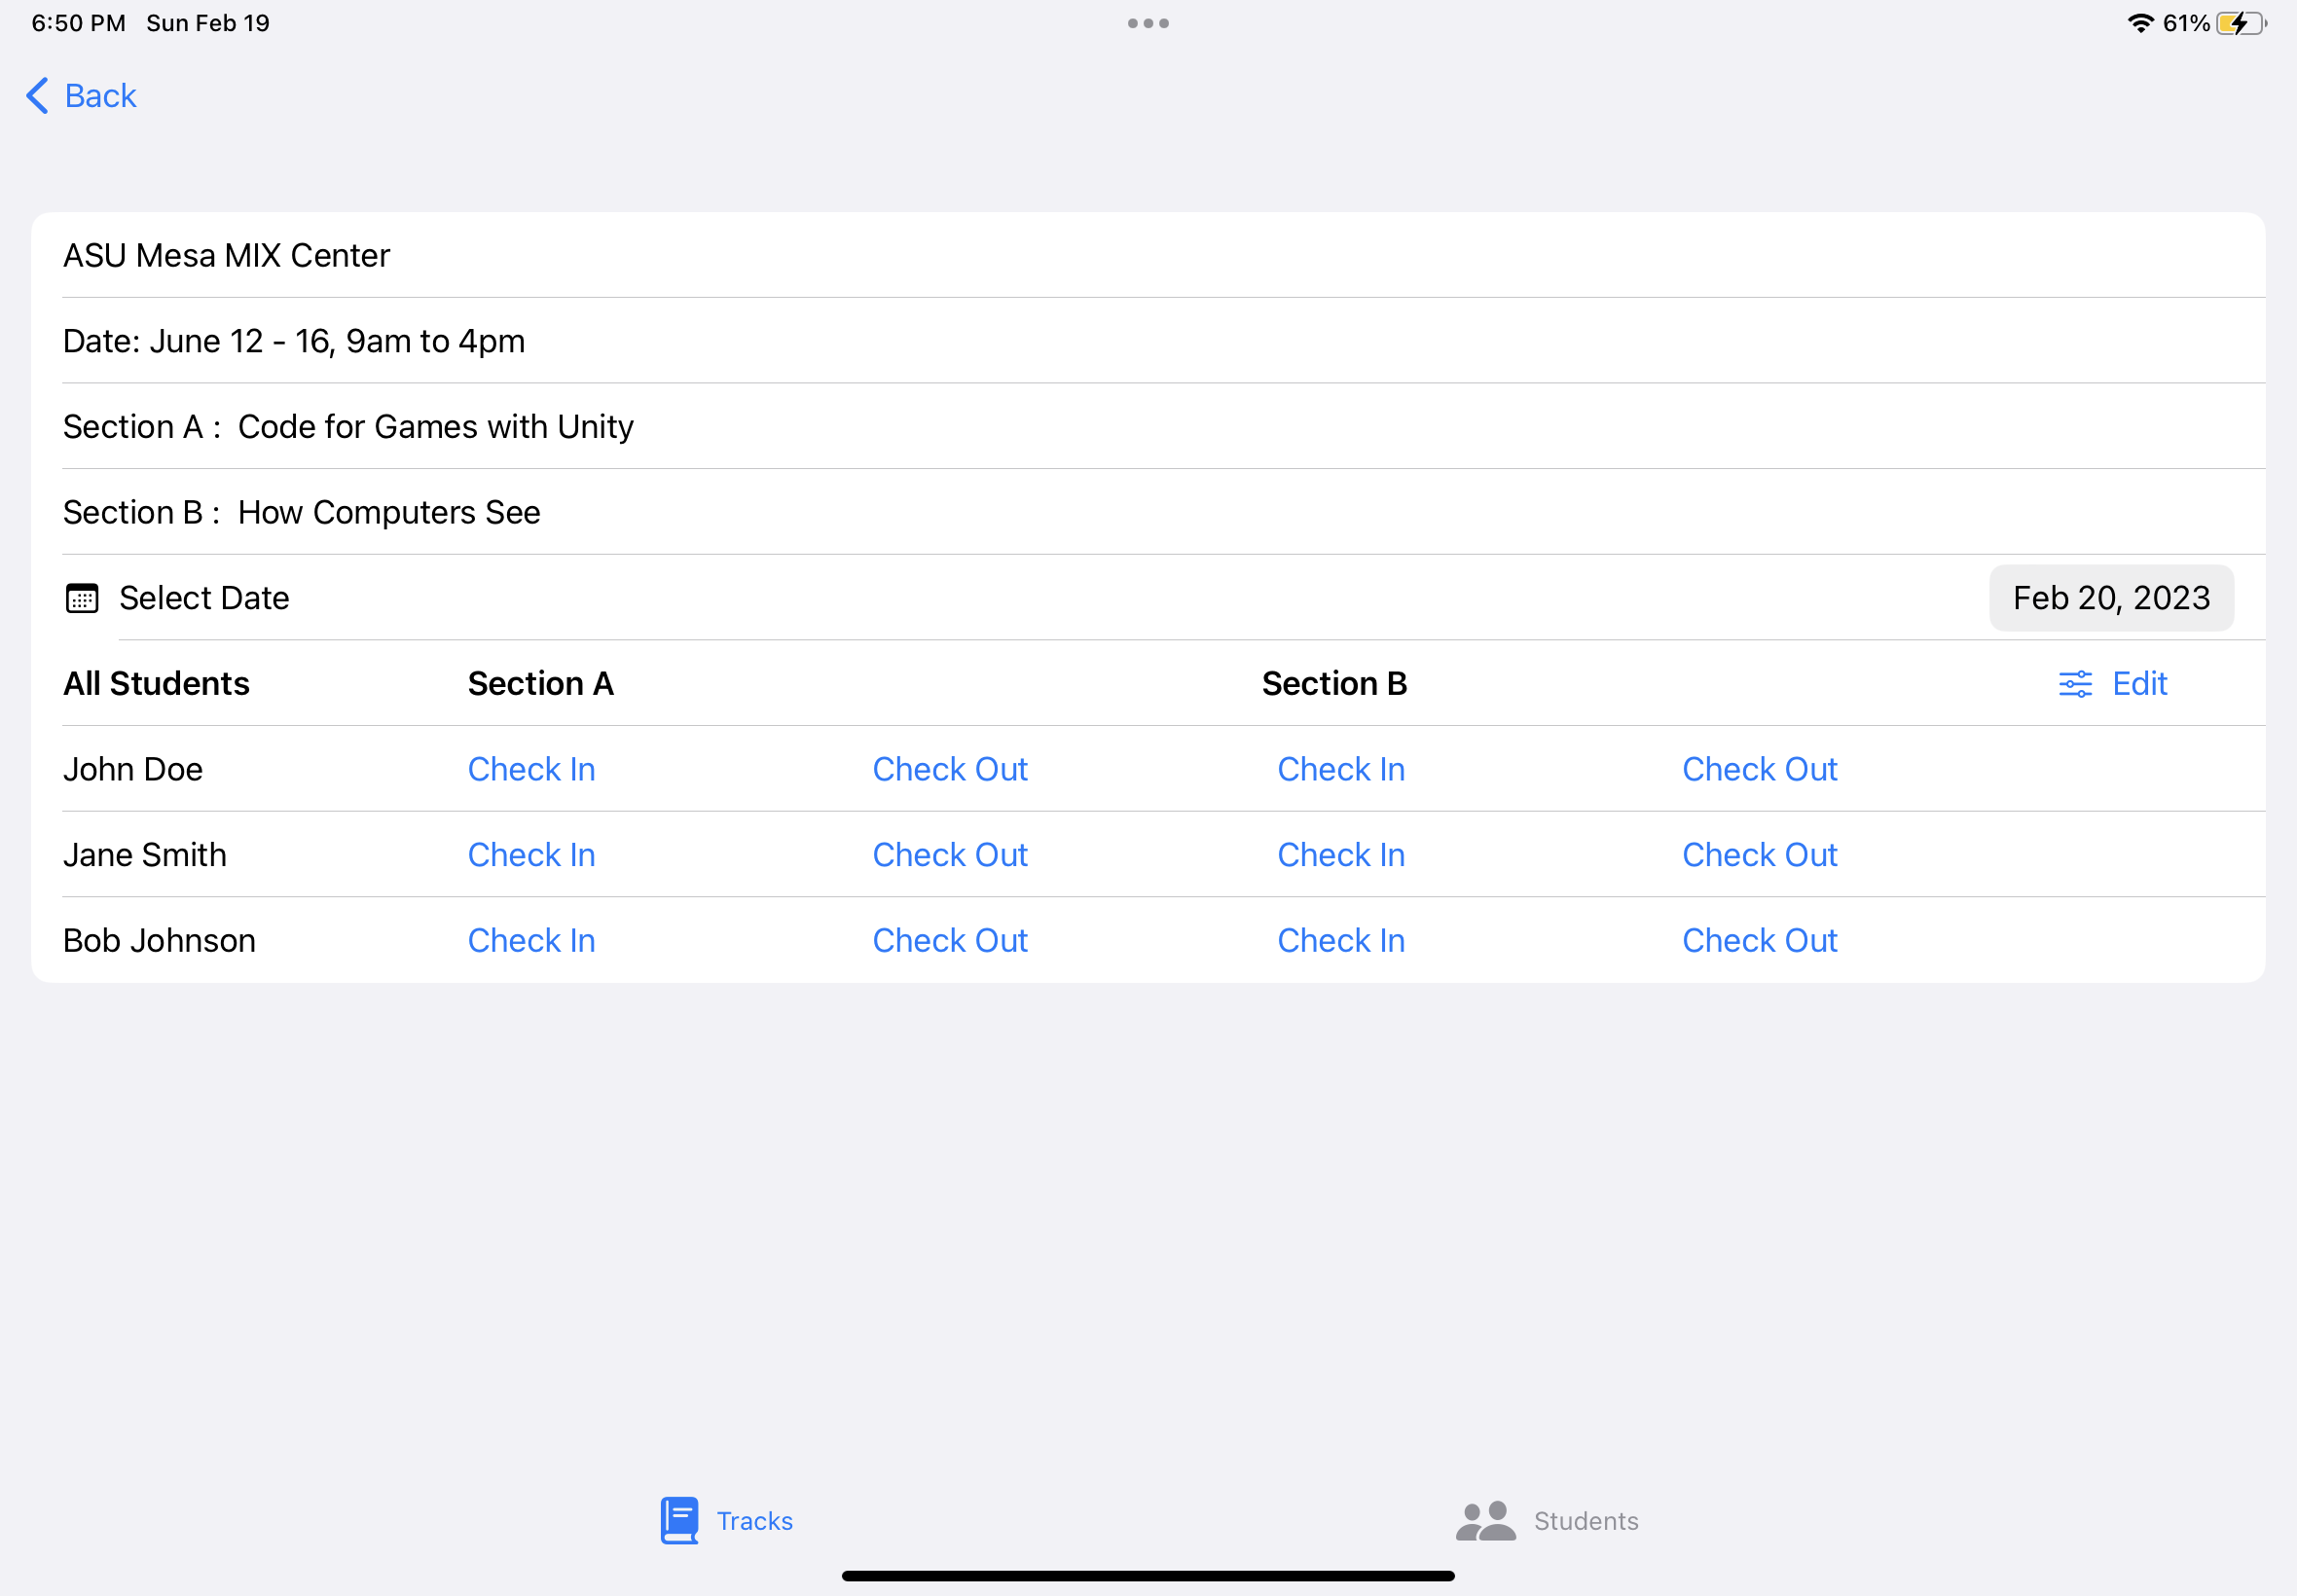 6:50 PM Sun Feb 19 61%
Back
ASU Mesa MIX Center
Date: June 12 - 16, 9am to 4pm
Section A : Code for Games with Unity
Section B : How Computers See
Select Date Feb 20, 2023
All Students Section A Section B Edit
John Doe Check In Check Out Check In Check Out
Jane Smith Check In Check Out Check In Check Out
Bob Johnson Check In Check Out Check In Check Out
Tracks Students